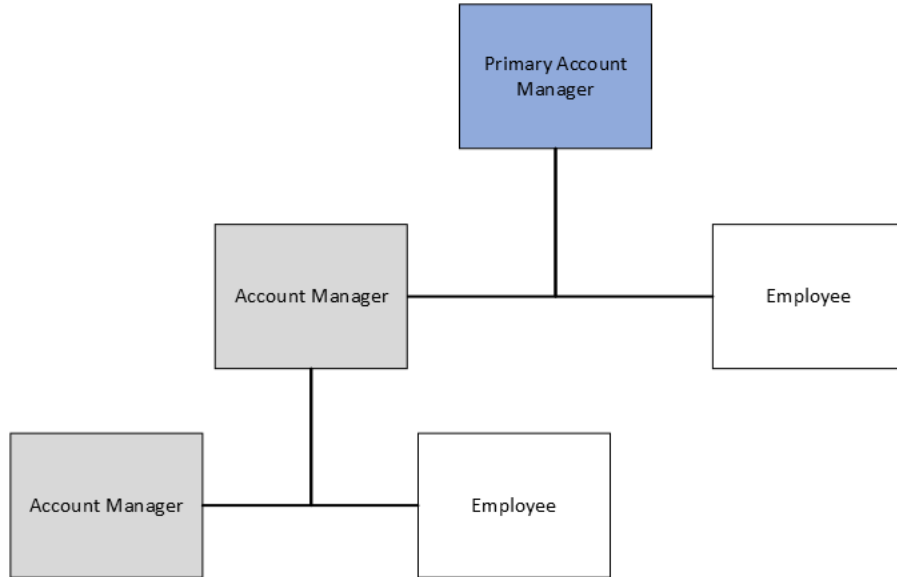 Primary Account
Manager
Account Manager
Employee
Account Manager
Employee